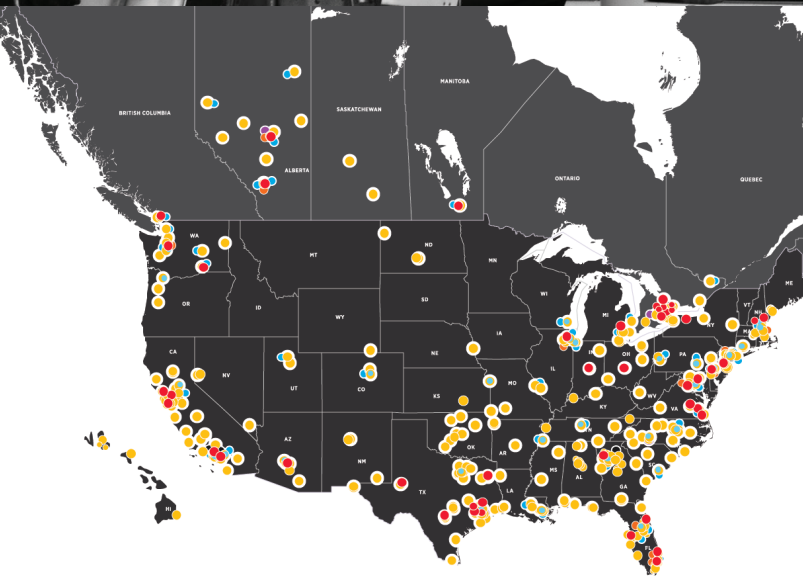 MANITOBA
SASKATCHEWAN
BRITISH COLUMBIA
ALBERTA
ONTARIO
QUEBEC
WA
MT
ND
MN
ME
VT
NH
OR
ID
WY
SD
WI
MI
NY
MA
CA
NV
UT
CO
NE
IA
IL
IN
OH
PA
KS
MO
KY
WV
VA
AZ
NM
OK
AR
TN
MS
AL
GA
SC
TX
LA
HI
FL